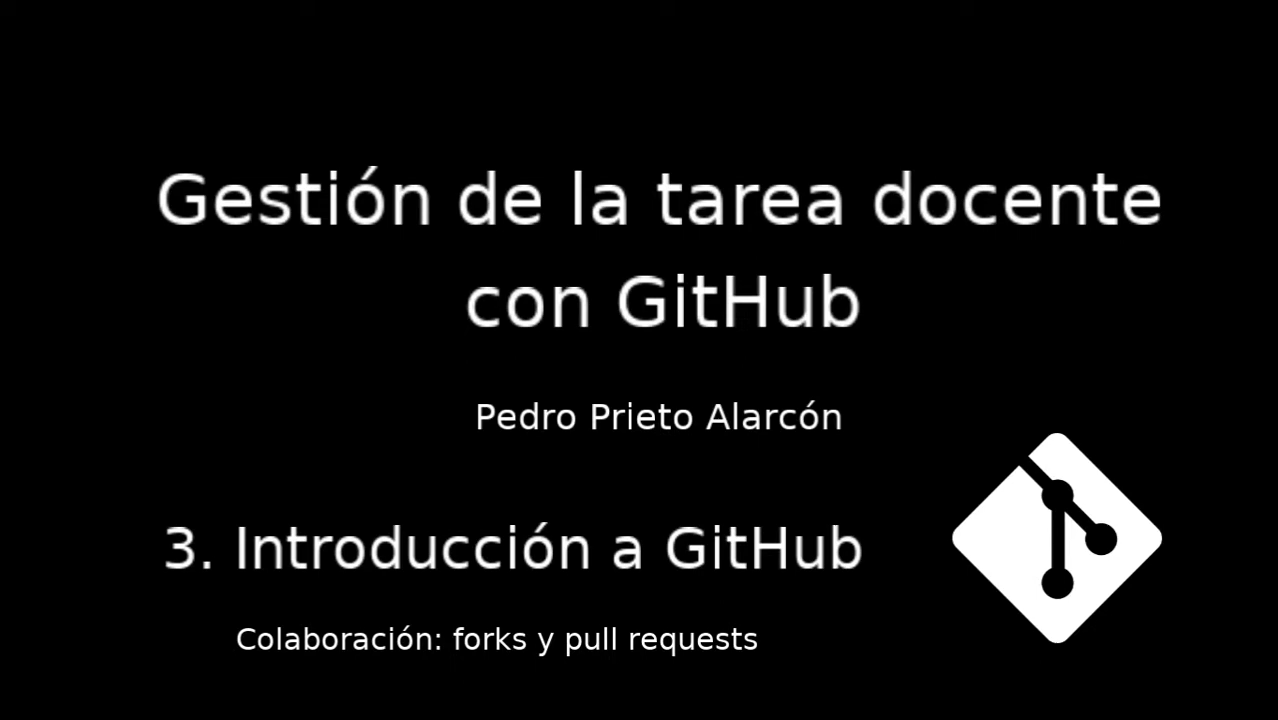 Gestión de la tarea docente
con GitHub
Pedro Prieto Alarcón
3. Introducción a GitHub
Colaboración: forks y pull requests